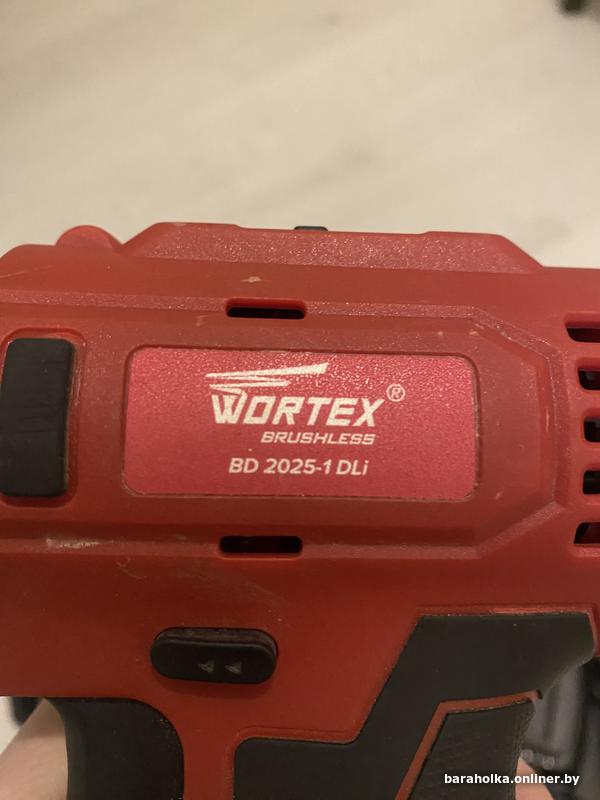 WORTEX®
BRUSHLESS
BD 2025-1 DLi
baraholka.onliner.by